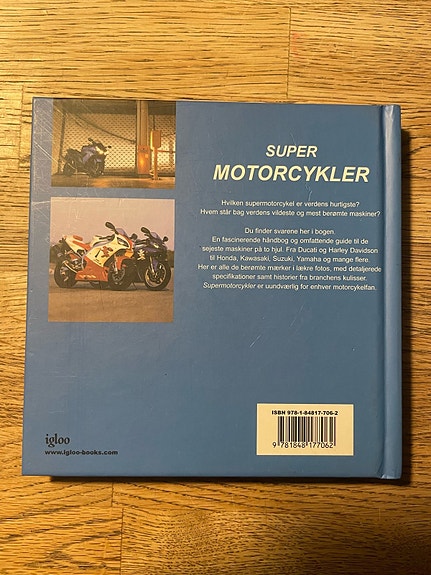 SUPER
MOTORCYKLER
Hvilken supermotorcykel er verdens hurtigste?
Hvem står bag verdens vildeste og mest berømte maskiner?
Du finder svarene her i bogen.
En fascinerende håndbog og omfattende guide til de
sejeste maskiner på to hjul. Fra Ducati og Harley Davidson
til Honda, Kawasaki, Suzuki, Yamaha og mange flere.
Her er alle de berømte mærker i lækre fotos, med detaljerede
specifikationer samt historier fra branchens kulisser.
Supermotorcykler er uundværlig for enhver motorcykelfan.
ISBN 978-1-84817-706-2
9 781848 177062
igloo
www.igloo-books.com